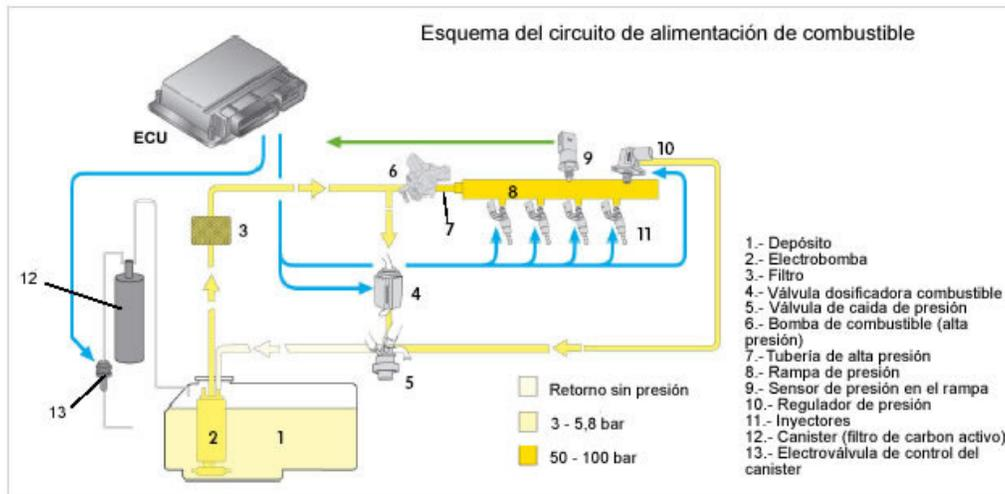 Esquema del circuito de alimentación de combustible
ECU
10
9
6
8
3
7
11
12
4
5
13
2
1
Retorno sin presión
3 - 5,8 bar
50 - 100 bar
1.- Depósito
2.- Electrobomba
3.- Filtro
4.- Válvula dosificadora combustible
5.- Válvula de caida de presión
6.- Bomba de combustible (alta
presión)
7.- Tubería de alta presión
8.- Rampa de presión
9.- Sensor de presión en el rampa
10.- Regulador de presión
11.- Inyectores
12.- Canister (filtro de carbon activo)
13.- Electroválvula de control del
canister